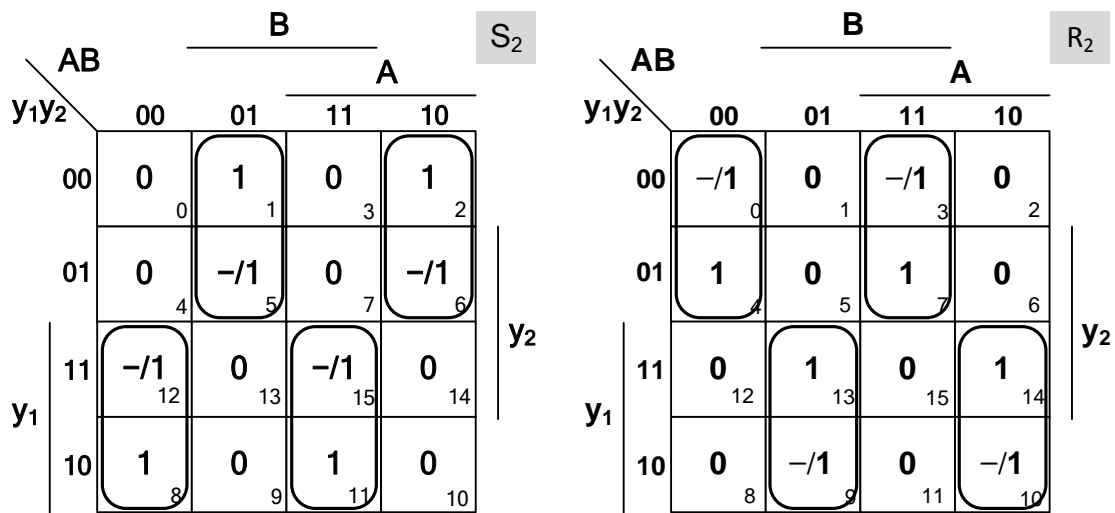 B B
S₂ R₂
AB AB
A A
y₁y₂ 00 01 11 10 y₁y₂ 00 01 11 10
00 0 1 0 1 00 –/1 0 –/1 0
0 1 3 2 0 1 3 2
01 0 –/1 0 –/1 01 1 0 1 0
4 5 7 6 4 5 7 6
y₂ y₂
11 –/1 0 –/1 0 11 0 1 0 1
12 13 15 14 12 13 15 14
y₁ y₁
10 1 0 1 0 10 0 –/1 0 –/1
8 9 11 10 8 9 11 10